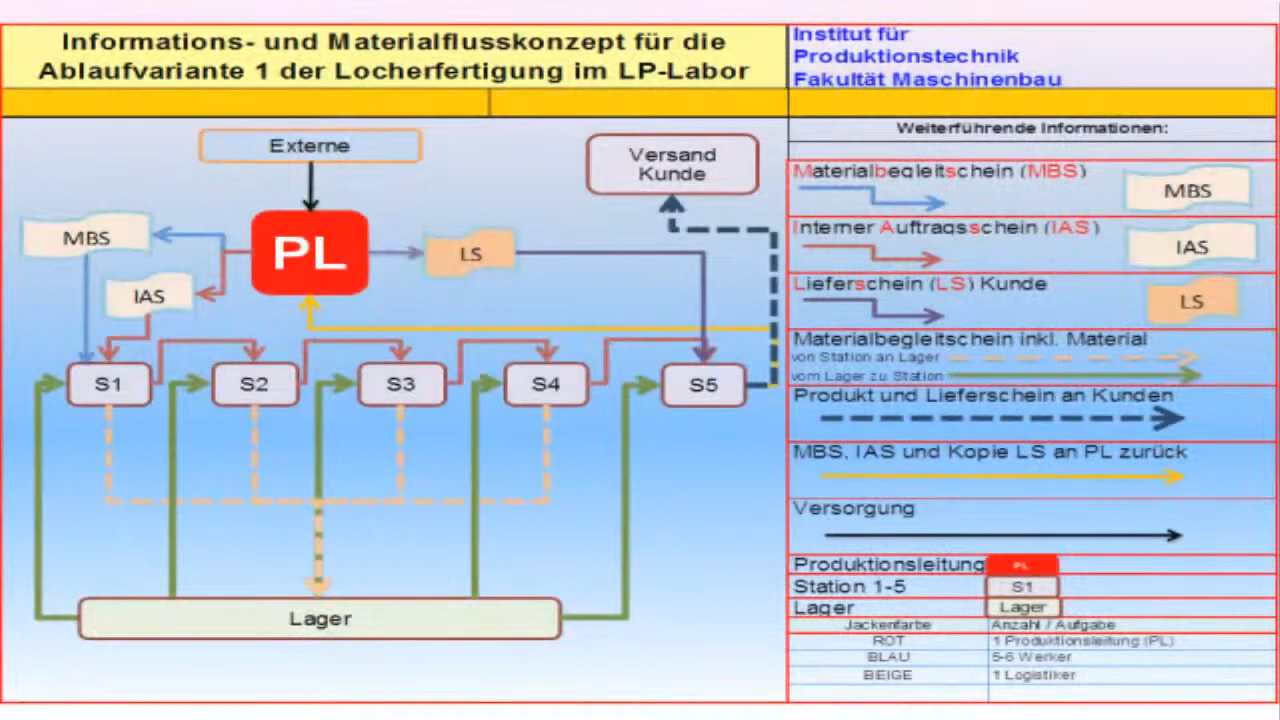 Informations- und Materialflusskonzept für die
Ablaufvariante 1 der Locherfertigung im LP-Labor
Institut für
Produktionstechnik
Fakultät Maschinenbau
Externe
Versand
Kunde
MBS
PL
LS
IAS
S1
S2
S3
S4
S5
Lager
Weiterführende Informationen:
Materialbegleitschein (MBS)
MBS
Interner Auftragsschein (IAS)
IAS
Lieferschein (LS) Kunde
LS
Materialbegleitschein inkl. Material
von Station an Lager
vom Lager zu Station
Produkt und Lieferschein an Kunden
MBS, IAS und Kopie LS an PL zurück
Versorgung
Produktionsleitung PL
Station 1-5 S1
Lager Lager
Jackenfarbe Anzahl / Aufgabe
ROT 1 Produktionsleitung (PL)
BLAU 5-6 Werker
BEIGE 1 Logistiker